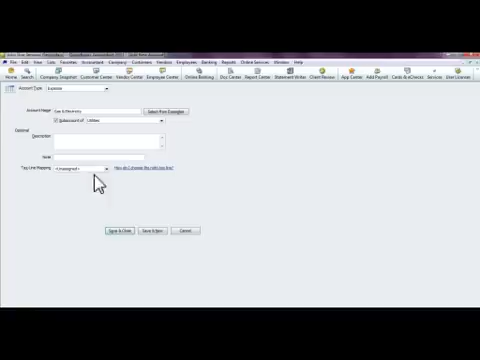 File Edit View Lists Favorites Accountant Company Customers Vendors Employees Banking Reports Online Services Window Help
Home Search Company Snapshot Customer Center Vendor Center Employee Center Online Banking Doc Center Report Center Statement Writer Client Review App Center Add Payroll Cards & eChecks Services User Licenses
Account Type Expense
Account Name Gas & Electricity Select from Examples
Subaccount of Utilities
Optional
Description
Note
Tax-Line Mapping <Unassigned> How do I choose the right tax line?
Save & Close Save & New Cancel